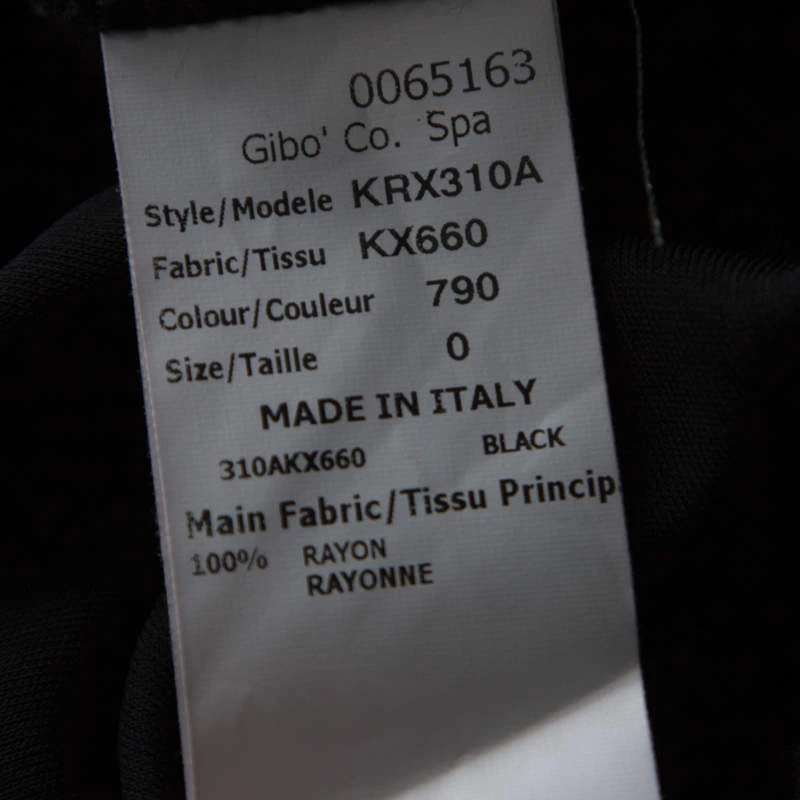 0065163
Gibo' Co. Spa
Style/Modele KRX310A
Fabric/Tissu KX660
Colour/Couleur 790
Size/Taille 0
MADE IN ITALY
310AKX660 BLACK
Main Fabric/Tissu Princip
100% RAYON
RAYONNE